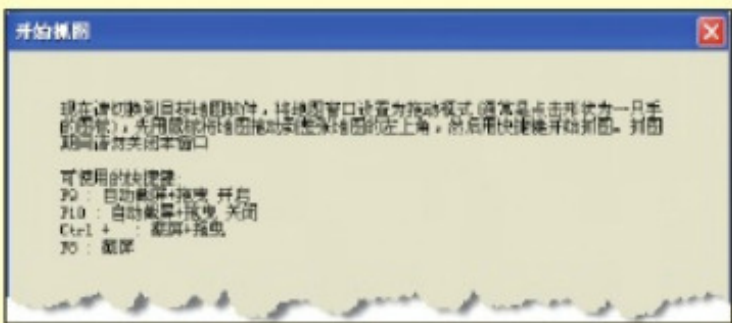 开始抓图
现在请切换到目标地图软件，将地图窗口设置为拖动模式(通常是点击形状为一只手
的图标)，先用鼠标将地图拖动到整张地图的左上角，然后用快捷键开始抓图。抓图
期间请勿关闭本窗口
可使用的快捷键:
F9 : 自动截屏+拖曳 开启
F10 : 自动截屏+拖曳 关闭
Ctrl + : 截屏+拖曳
: 截屏